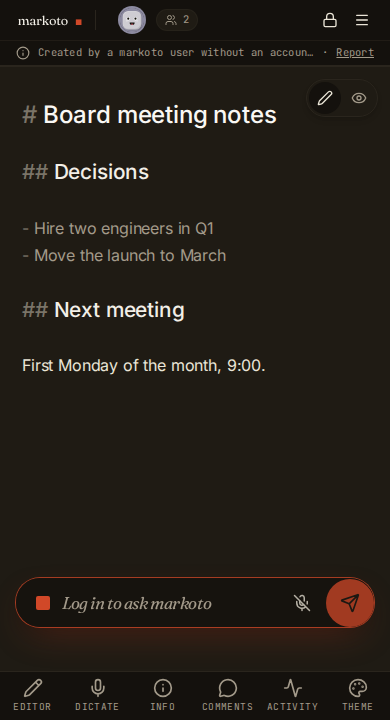 markoto
2
Created by a markoto user without an accoun… · Report
# Board meeting notes
## Decisions
- Hire two engineers in Q1
- Move the launch to March
## Next meeting
First Monday of the month, 9:00.
Log in to ask markoto
EDITOR DICTATE INFO COMMENTS ACTIVITY THEME